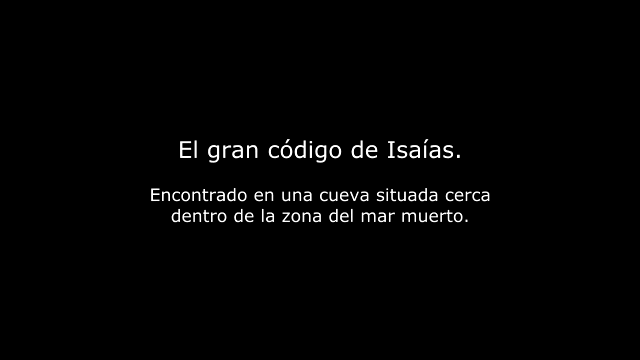 El gran código de Isaías.
Encontrado en una cueva situada cerca
dentro de la zona del mar muerto.